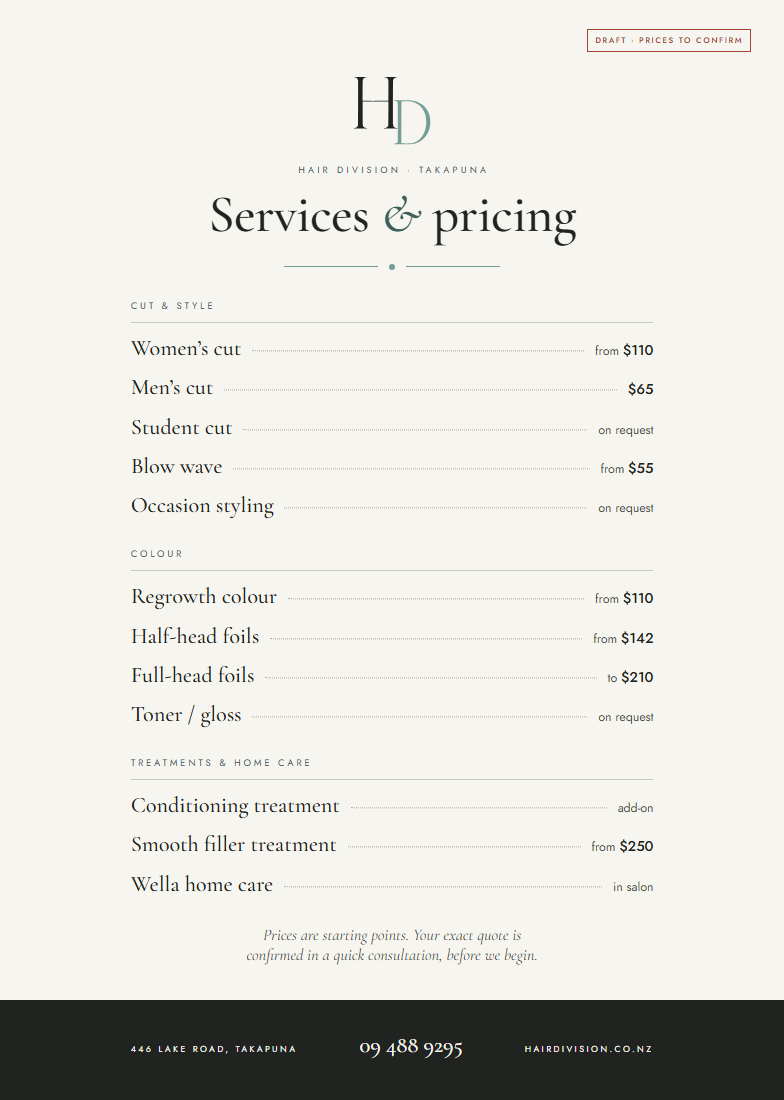 DRAFT · PRICES TO CONFIRM
HD
HAIR DIVISION · TAKAPUNA
Services & pricing
CUT & STYLE
Women’s cut from $110
Men’s cut $65
Student cut on request
Blow wave from $55
Occasion styling on request
COLOUR
Regrowth colour from $110
Half-head foils from $142
Full-head foils to $210
Toner / gloss on request
TREATMENTS & HOME CARE
Conditioning treatment add-on
Smooth filler treatment from $250
Wella home care in salon
Prices are starting points. Your exact quote is
confirmed in a quick consultation, before we begin.
446 LAKE ROAD, TAKAPUNA 09 488 9295 HAIRDIVISION.CO.NZ